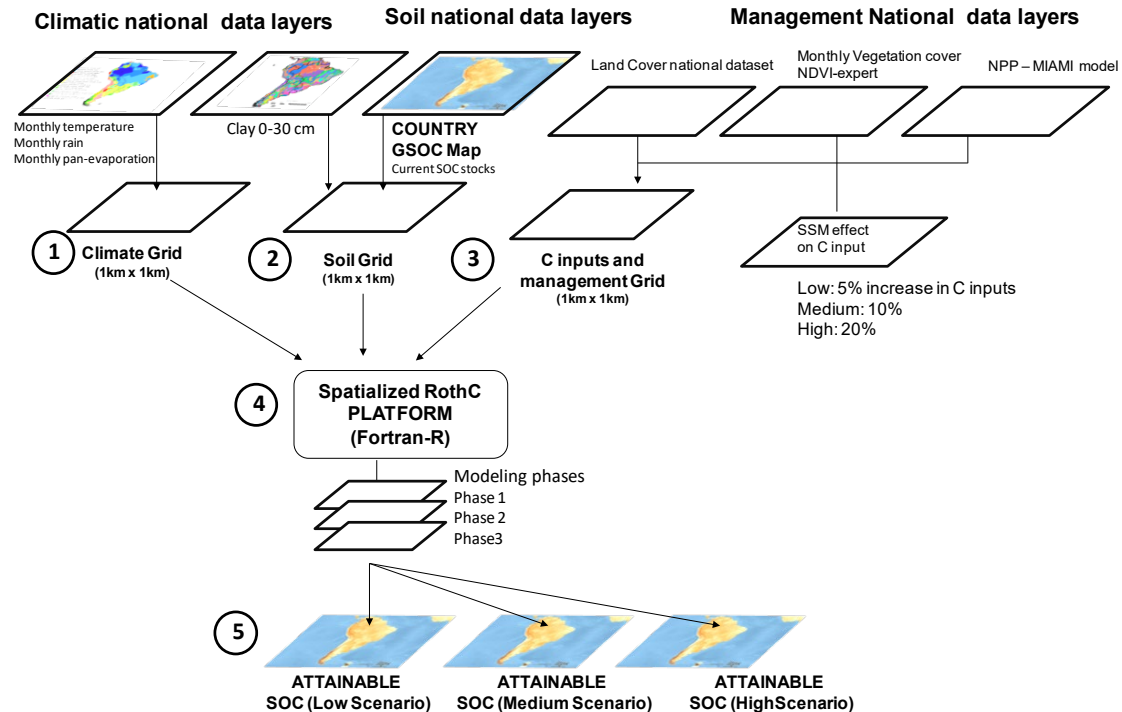 Climatic national data layers
Soil national data layers
Management National data layers
Monthly temperature
Monthly rain
Monthly pan-evaporation
Clay 0-30 cm
COUNTRY
GSOC Map
Current SOC stocks
Land Cover national dataset
Monthly Vegetation cover
NDVI-expert
NPP – MIAMI model
1
Climate Grid
(1km x 1km)
2
Soil Grid
(1km x 1km)
3
C inputs and
management Grid
(1km x 1km)
SSM effect
on C input
Low: 5% increase in C inputs
Medium: 10%
High: 20%
4
Spatialized RothC
PLATFORM
(Fortran-R)
Modeling phases
Phase 1
Phase 2
Phase3
5
ATTAINABLE
SOC (Low Scenario)
ATTAINABLE
SOC (Medium Scenario)
ATTAINABLE
SOC (HighScenario)